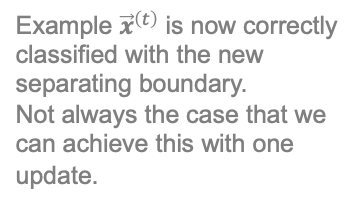 Example $\vec{x}^{(t)}$ is now correctly
classified with the new
separating boundary.
Not always the case that we
can achieve this with one
update.